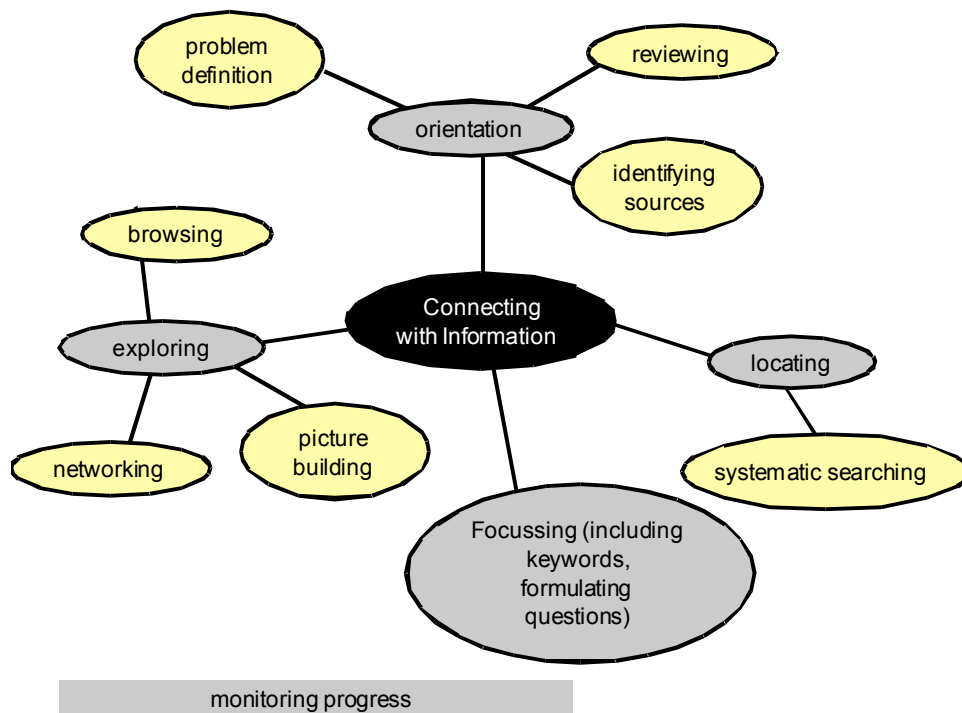 problem
definition
reviewing
orientation
identifying
sources
browsing
Connecting
with Information
exploring
locating
picture
building
networking
systematic searching
Focussing (including
keywords,
formulating
questions)
monitoring progress